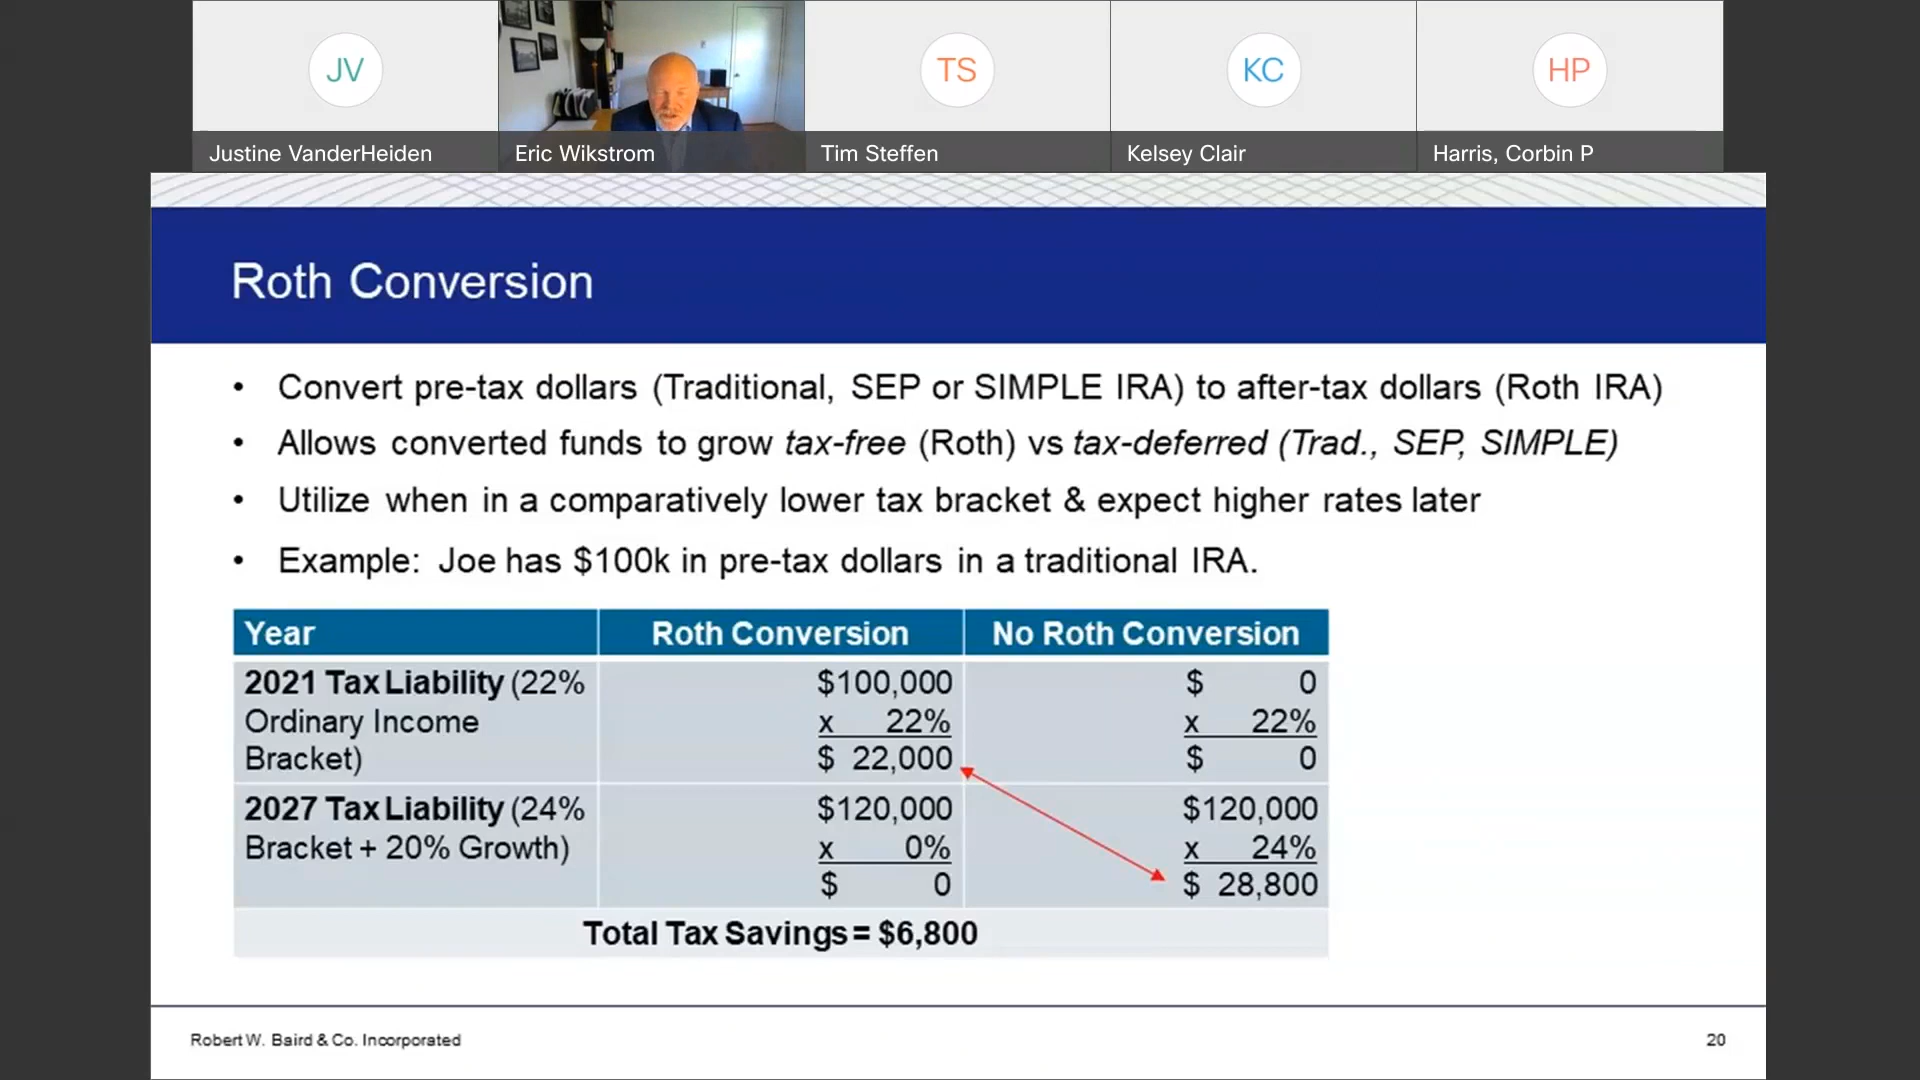 JV
TS
KC
HP
Justine VanderHeiden
Eric Wikstrom
Tim Steffen
Kelsey Clair
Harris, Corbin P
Roth Conversion
• Convert pre-tax dollars (Traditional, SEP or SIMPLE IRA) to after-tax dollars (Roth IRA)
• Allows converted funds to grow tax-free (Roth) vs tax-deferred (Trad., SEP, SIMPLE)
• Utilize when in a comparatively lower tax bracket & expect higher rates later
• Example: Joe has $100k in pre-tax dollars in a traditional IRA.
Year Roth Conversion No Roth Conversion
2021 Tax Liability (22% $100,000 $ 0
Ordinary Income x 22% x 22%
Bracket) $ 22,000 $ 0
2027 Tax Liability (24% $120,000 $120,000
Bracket + 20% Growth) x 0% x 24%
$ 0 $ 28,800
Total Tax Savings = $6,800
Robert W. Baird & Co. Incorporated
20